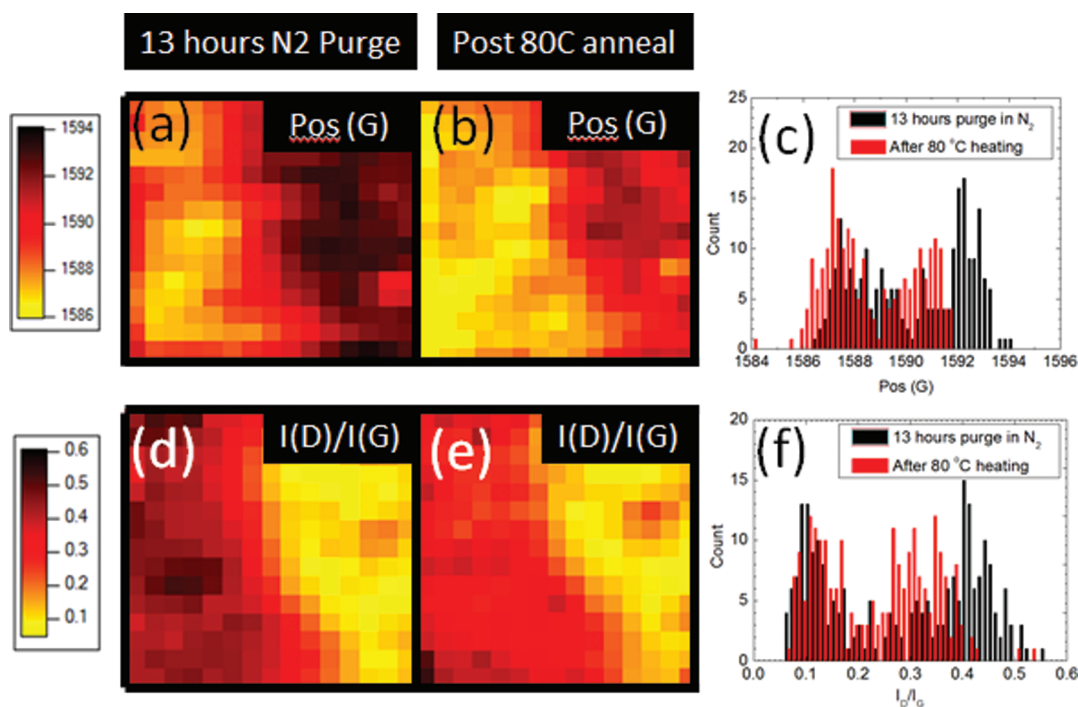 13 hours N2 Purge
Post 80C anneal
(a)
Pos (G)
1594
1592
1590
1588
1586
(b)
Pos (G)
(c)
13 hours purge in N2
After 80 °C heating
25
20
15
10
5
0
Count
1584 1586 1588 1590 1592 1594 1596
Pos (G)
(d)
I(D)/I(G)
0.6
0.5
0.4
0.3
0.2
0.1
(e)
I(D)/I(G)
(f)
13 hours purge in N2
After 80 °C heating
20
15
10
5
0
Count
0.0 0.1 0.2 0.3 0.4 0.5 0.6
ID/IG